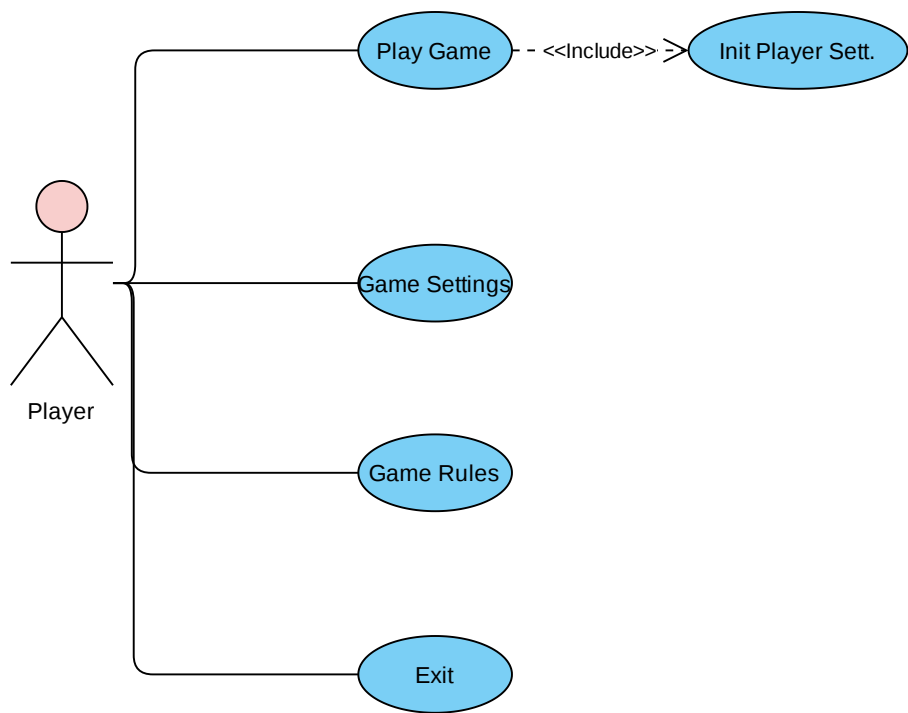 Play Game
<<Include>>
Init Player Sett.
Game Settings
Player
Game Rules
Exit